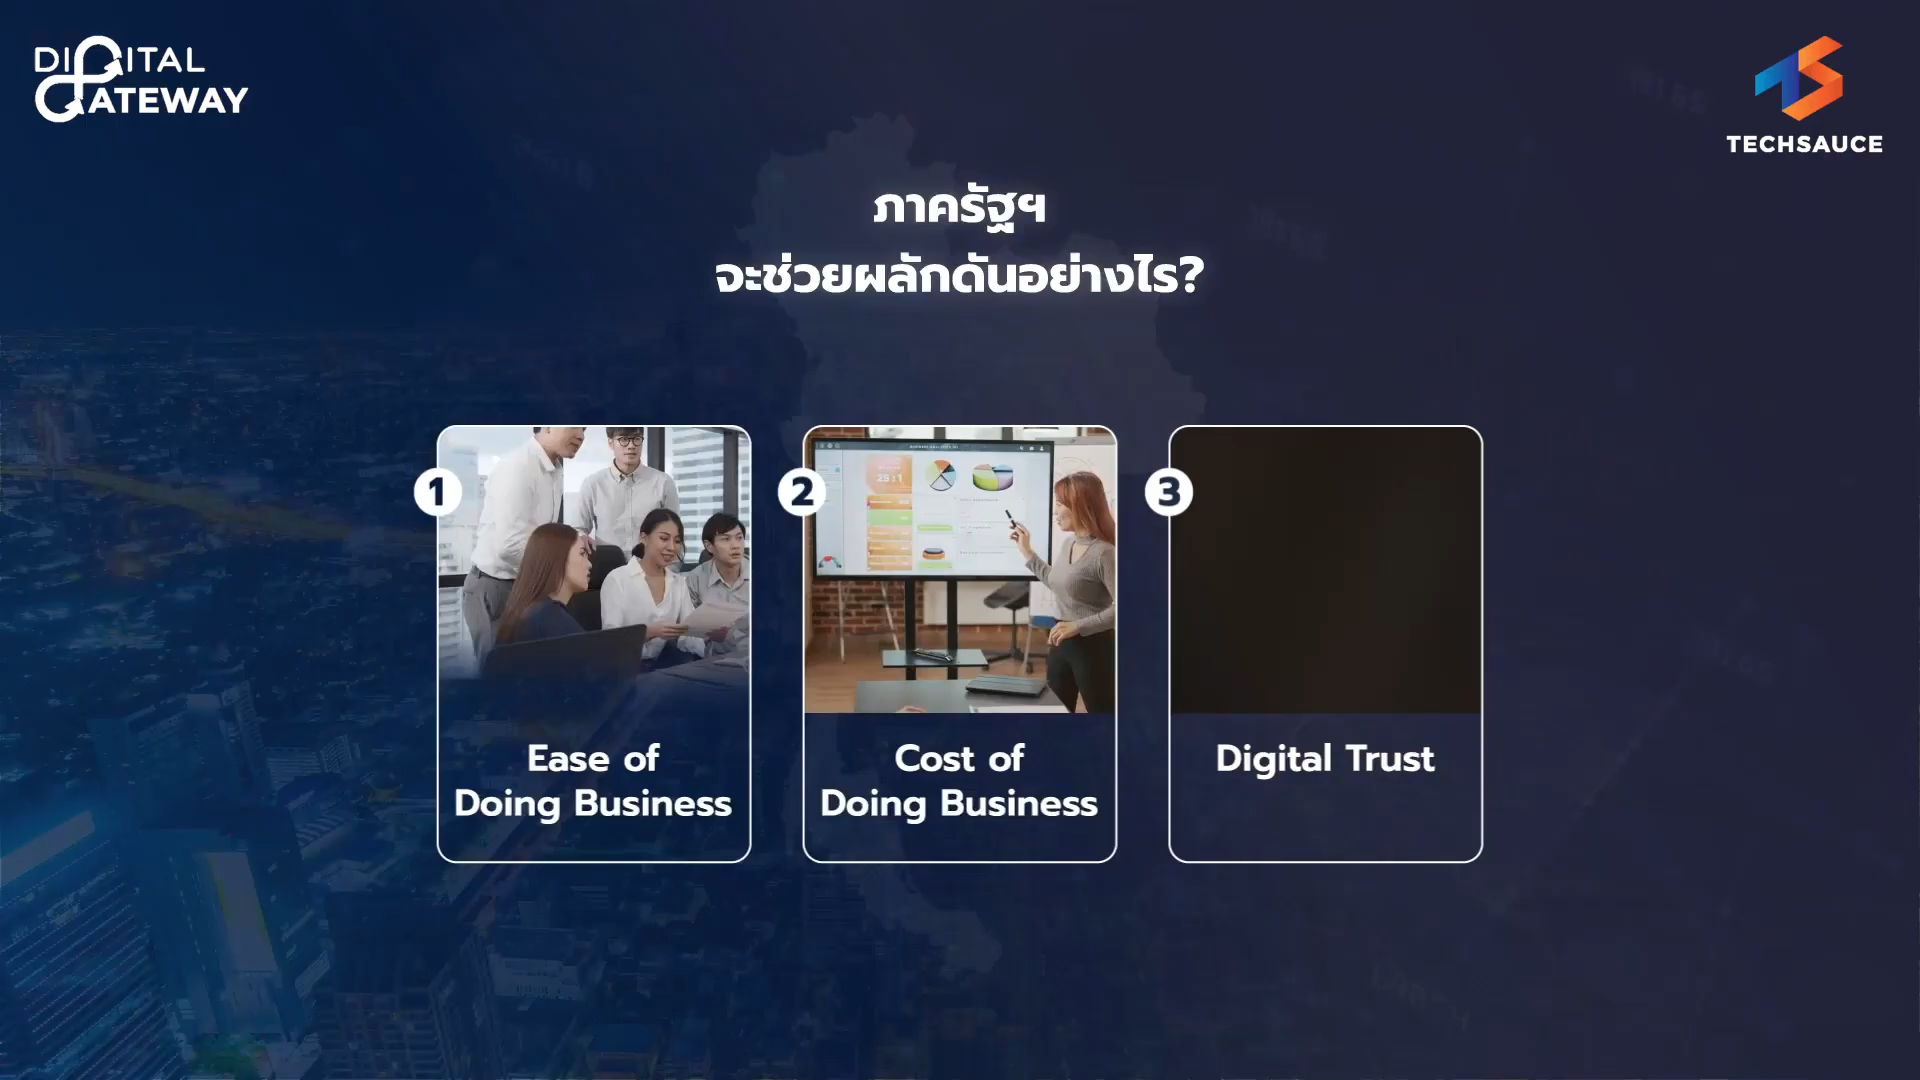 DIGITAL
GATEWAY
TECHSAUCE
ภาครัฐฯ
จะช่วยผลักดันอย่างไร?
1
2
3
Ease of
Doing Business
Cost of
Doing Business
Digital Trust